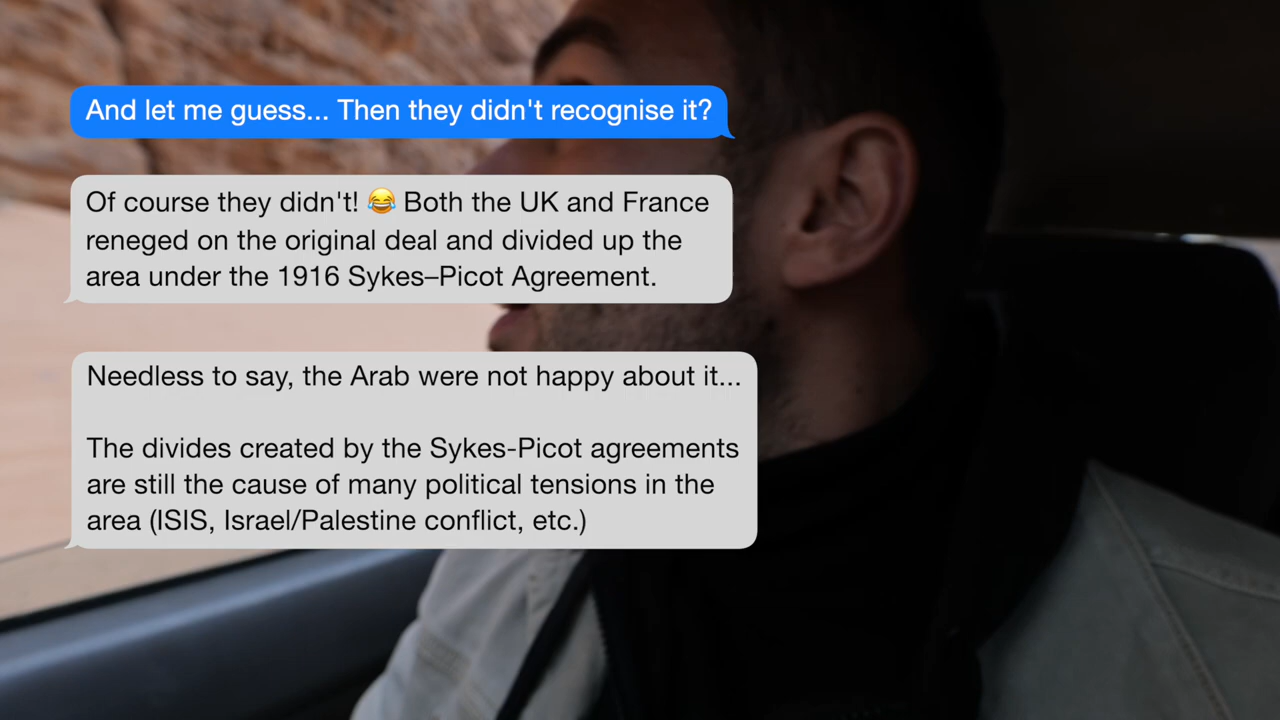 And let me guess... Then they didn't recognise it?
Of course they didn't! 😂 Both the UK and France
reneged on the original deal and divided up the
area under the 1916 Sykes–Picot Agreement.
Needless to say, the Arab were not happy about it...
The divides created by the Sykes-Picot agreements
are still the cause of many political tensions in the
area (ISIS, Israel/Palestine conflict, etc.)